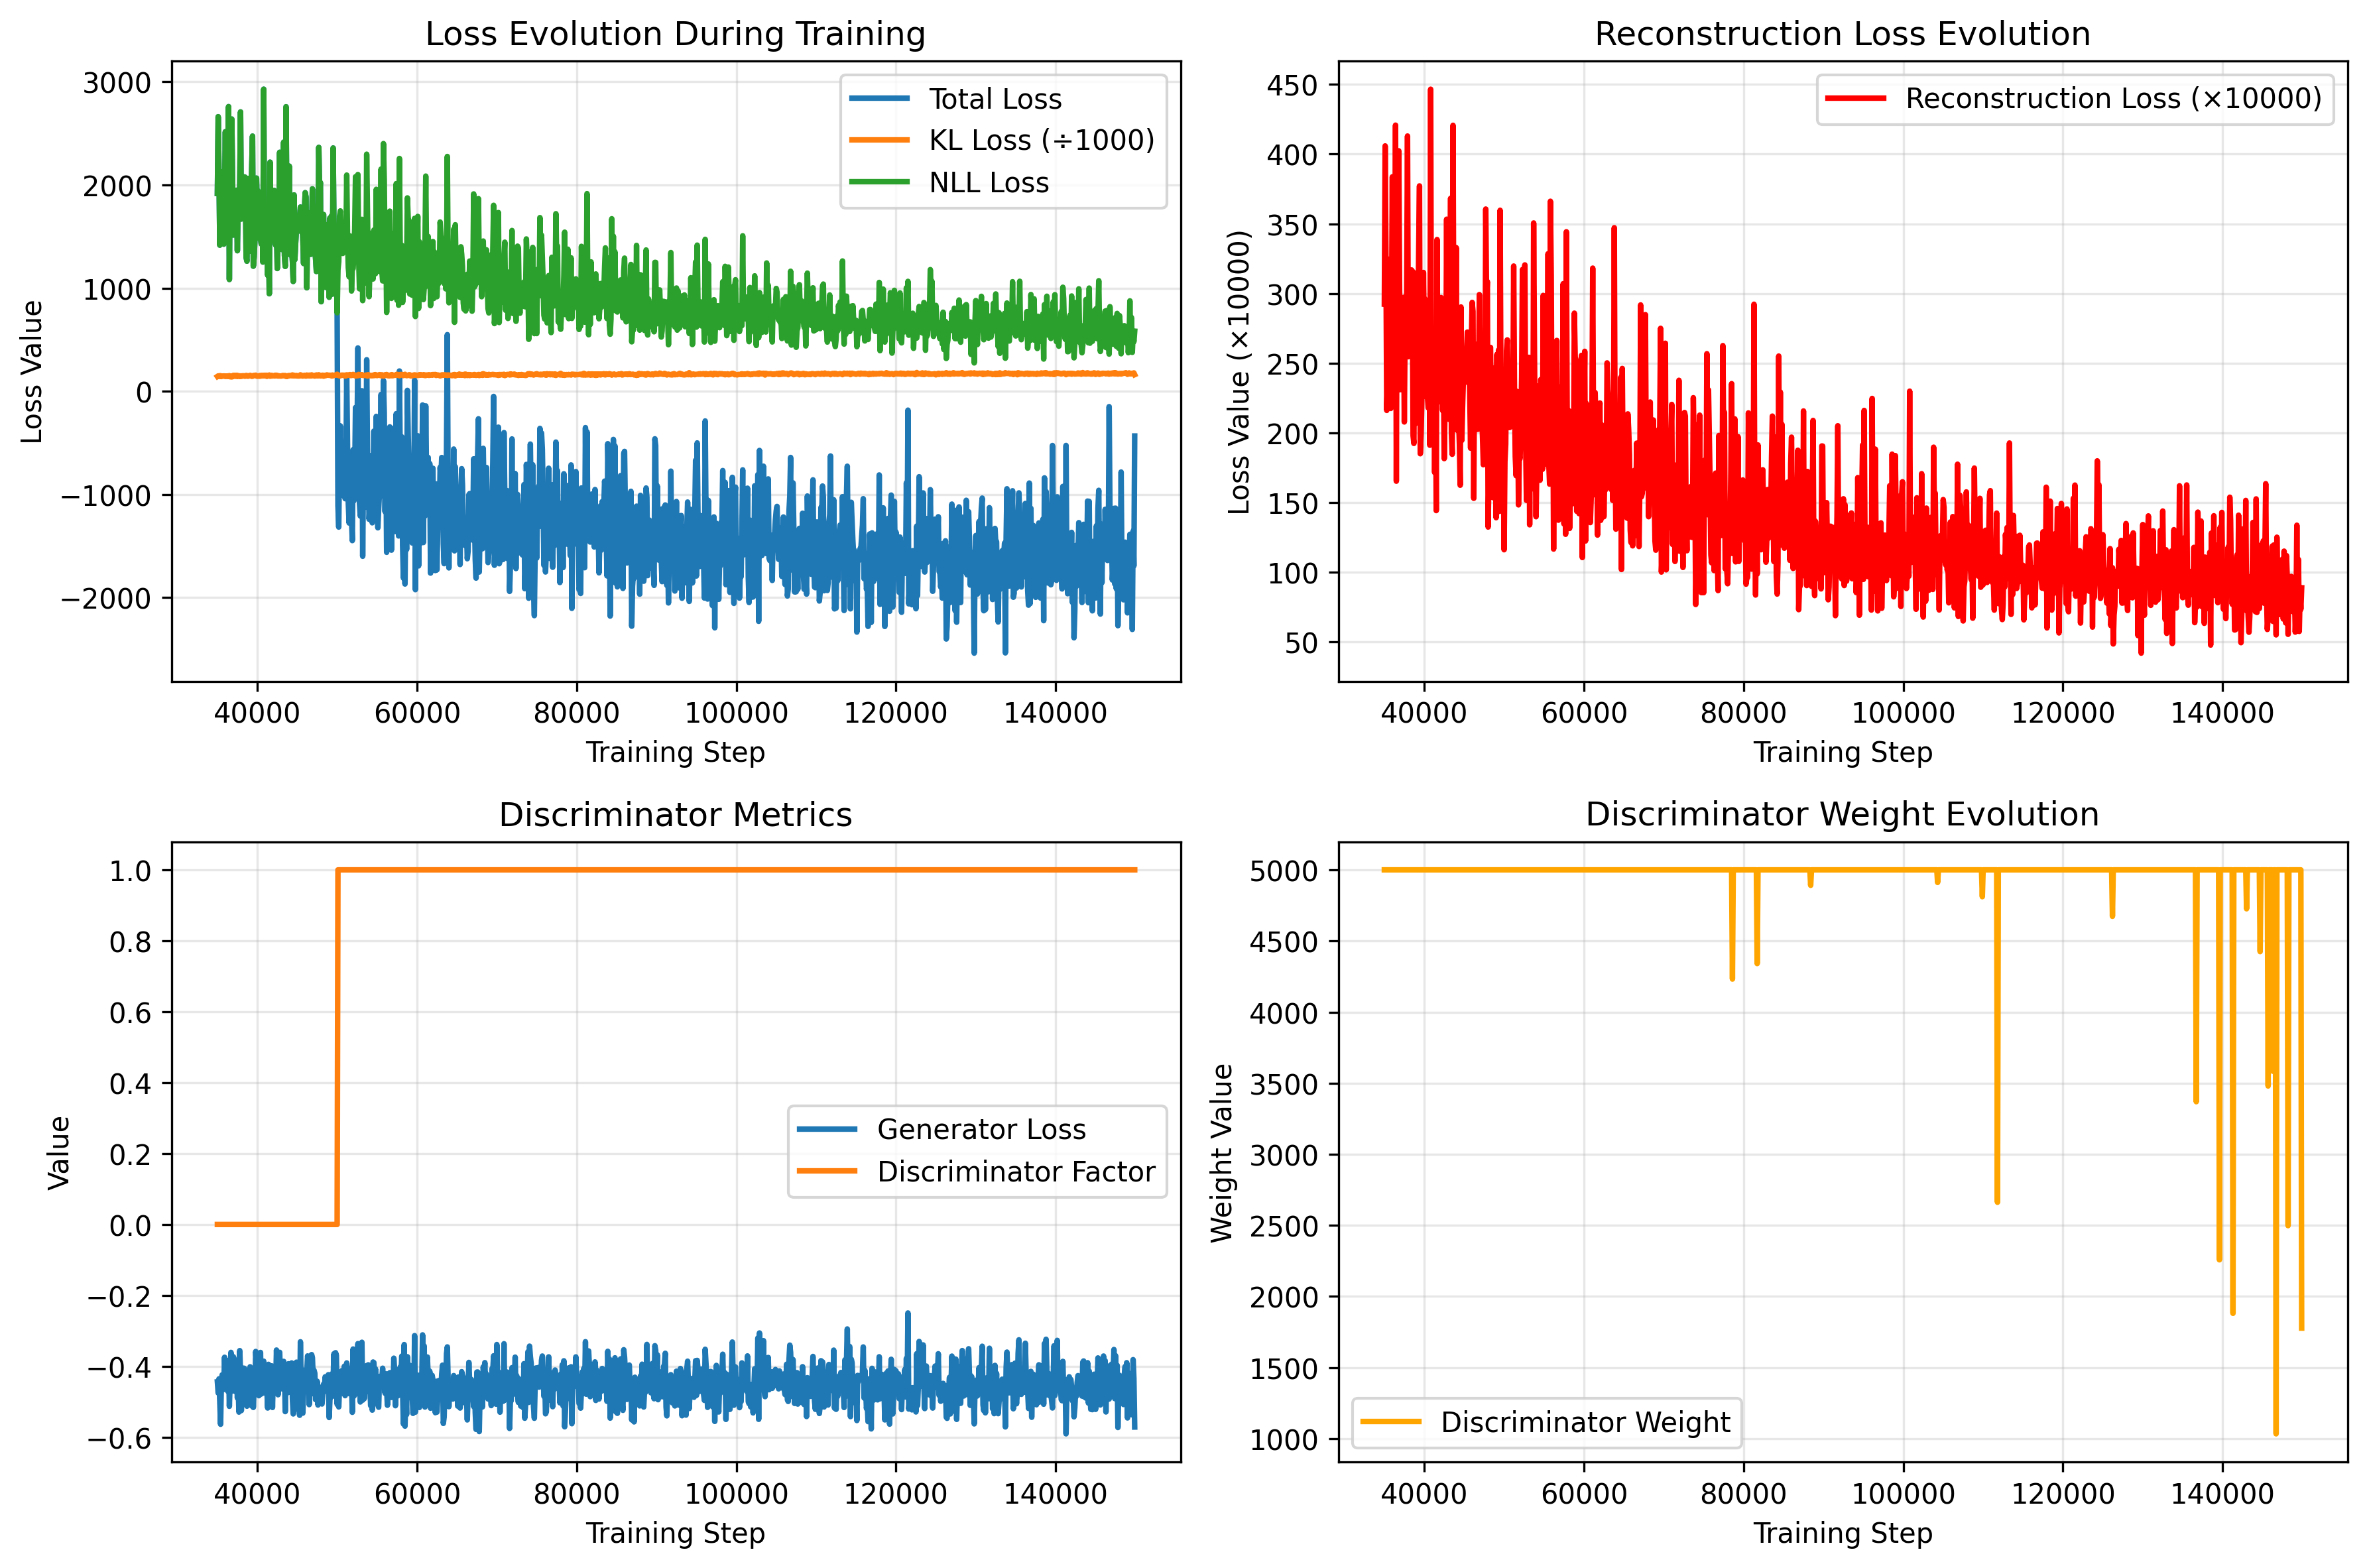 Loss Evolution During Training
3000
2000
1000
0
−1000
−2000
Loss Value
Total Loss
KL Loss (÷1000)
NLL Loss
40000 60000 80000 100000 120000 140000
Training Step
Reconstruction Loss Evolution
450
400
350
300
250
200
150
100
50
Loss Value (×10000)
Reconstruction Loss (×10000)
40000 60000 80000 100000 120000 140000
Training Step
Discriminator Metrics
1.0
0.8
0.6
0.4
0.2
0.0
−0.2
−0.4
−0.6
Value
Generator Loss
Discriminator Factor
40000 60000 80000 100000 120000 140000
Training Step
Discriminator Weight Evolution
5000
4500
4000
3500
3000
2500
2000
1500
1000
Weight Value
Discriminator Weight
40000 60000 80000 100000 120000 140000
Training Step